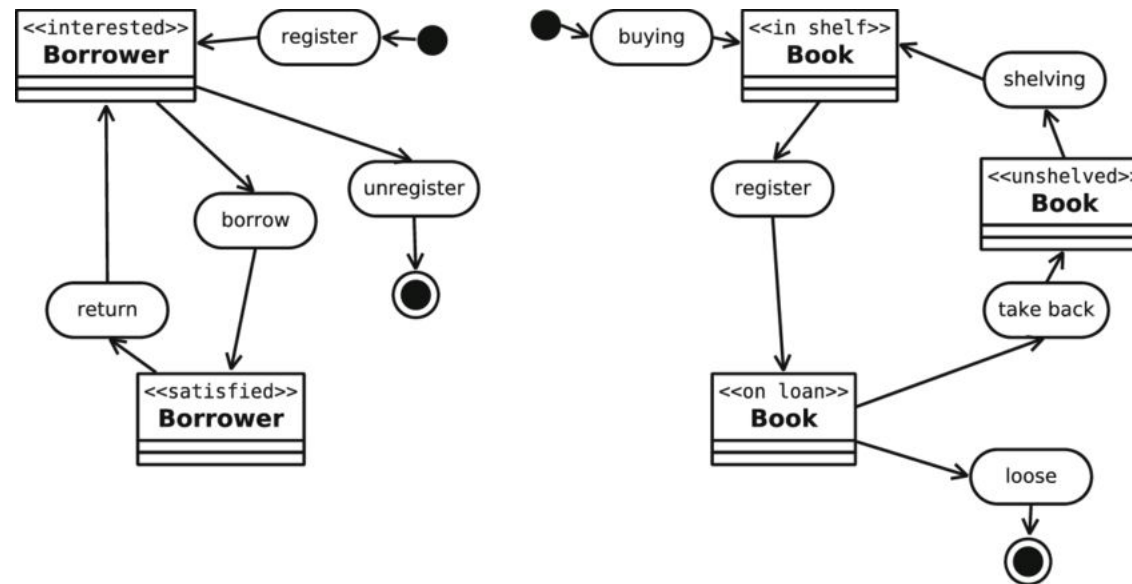 <<interested>>
Borrower
register
unregister
borrow
return
<<satisfied>>
Borrower
buying
<<in shelf>>
Book
shelving
register
<<unshelved>>
Book
take back
<<on loan>>
Book
loose